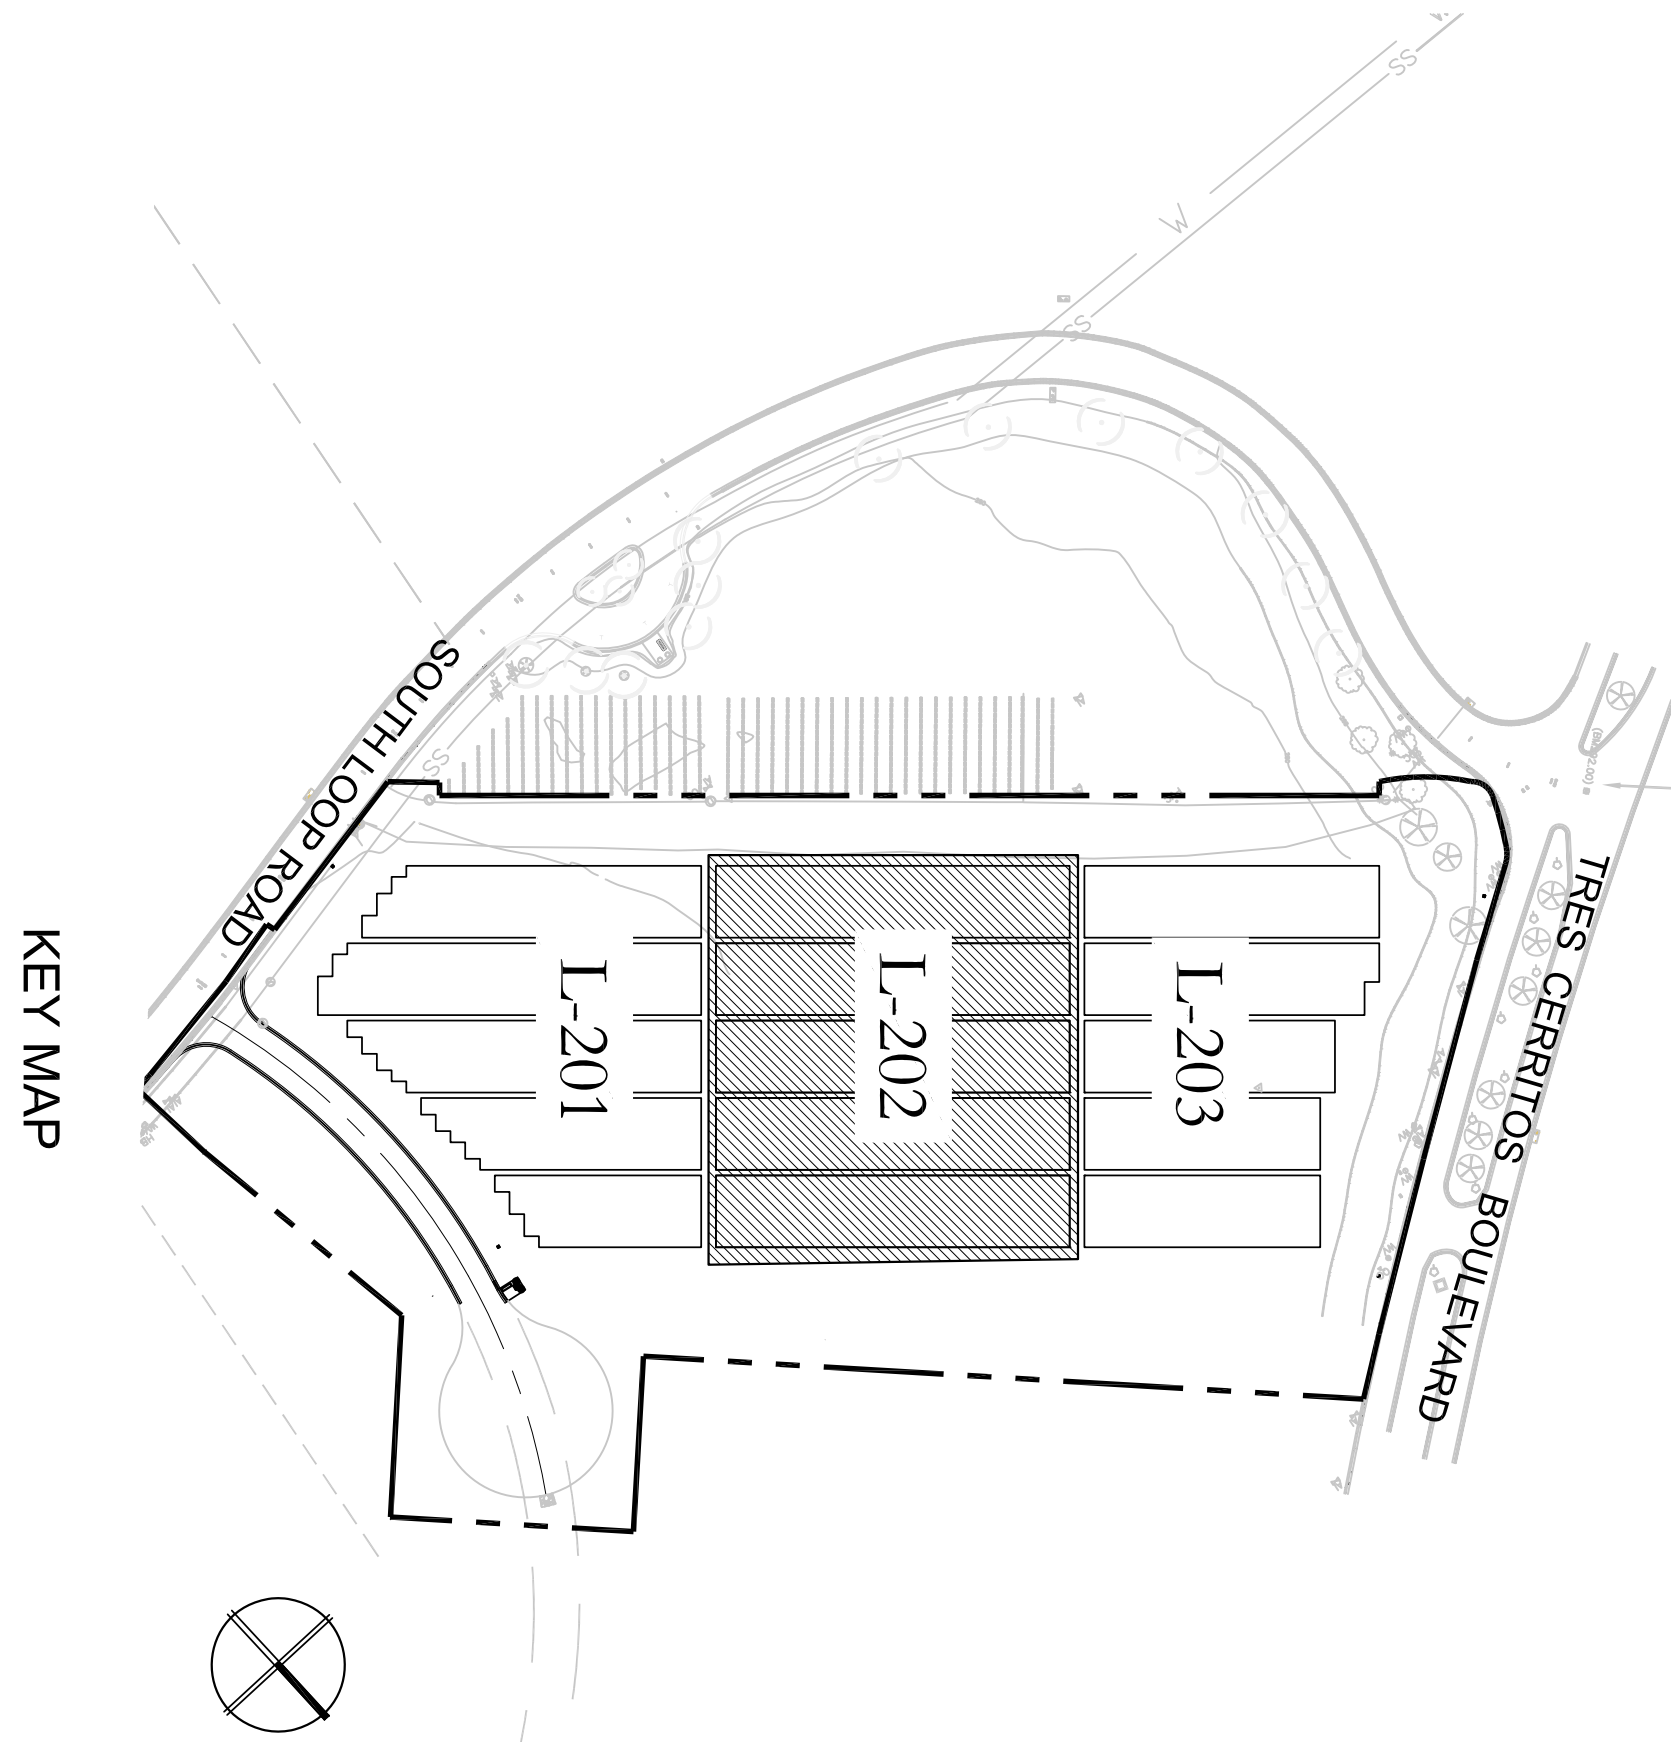 KEY MAP
SOUTH LOOP ROAD
TRES CERRITOS BOULEVARD
L-201
L-202
L-203
SS
W
SS
SS